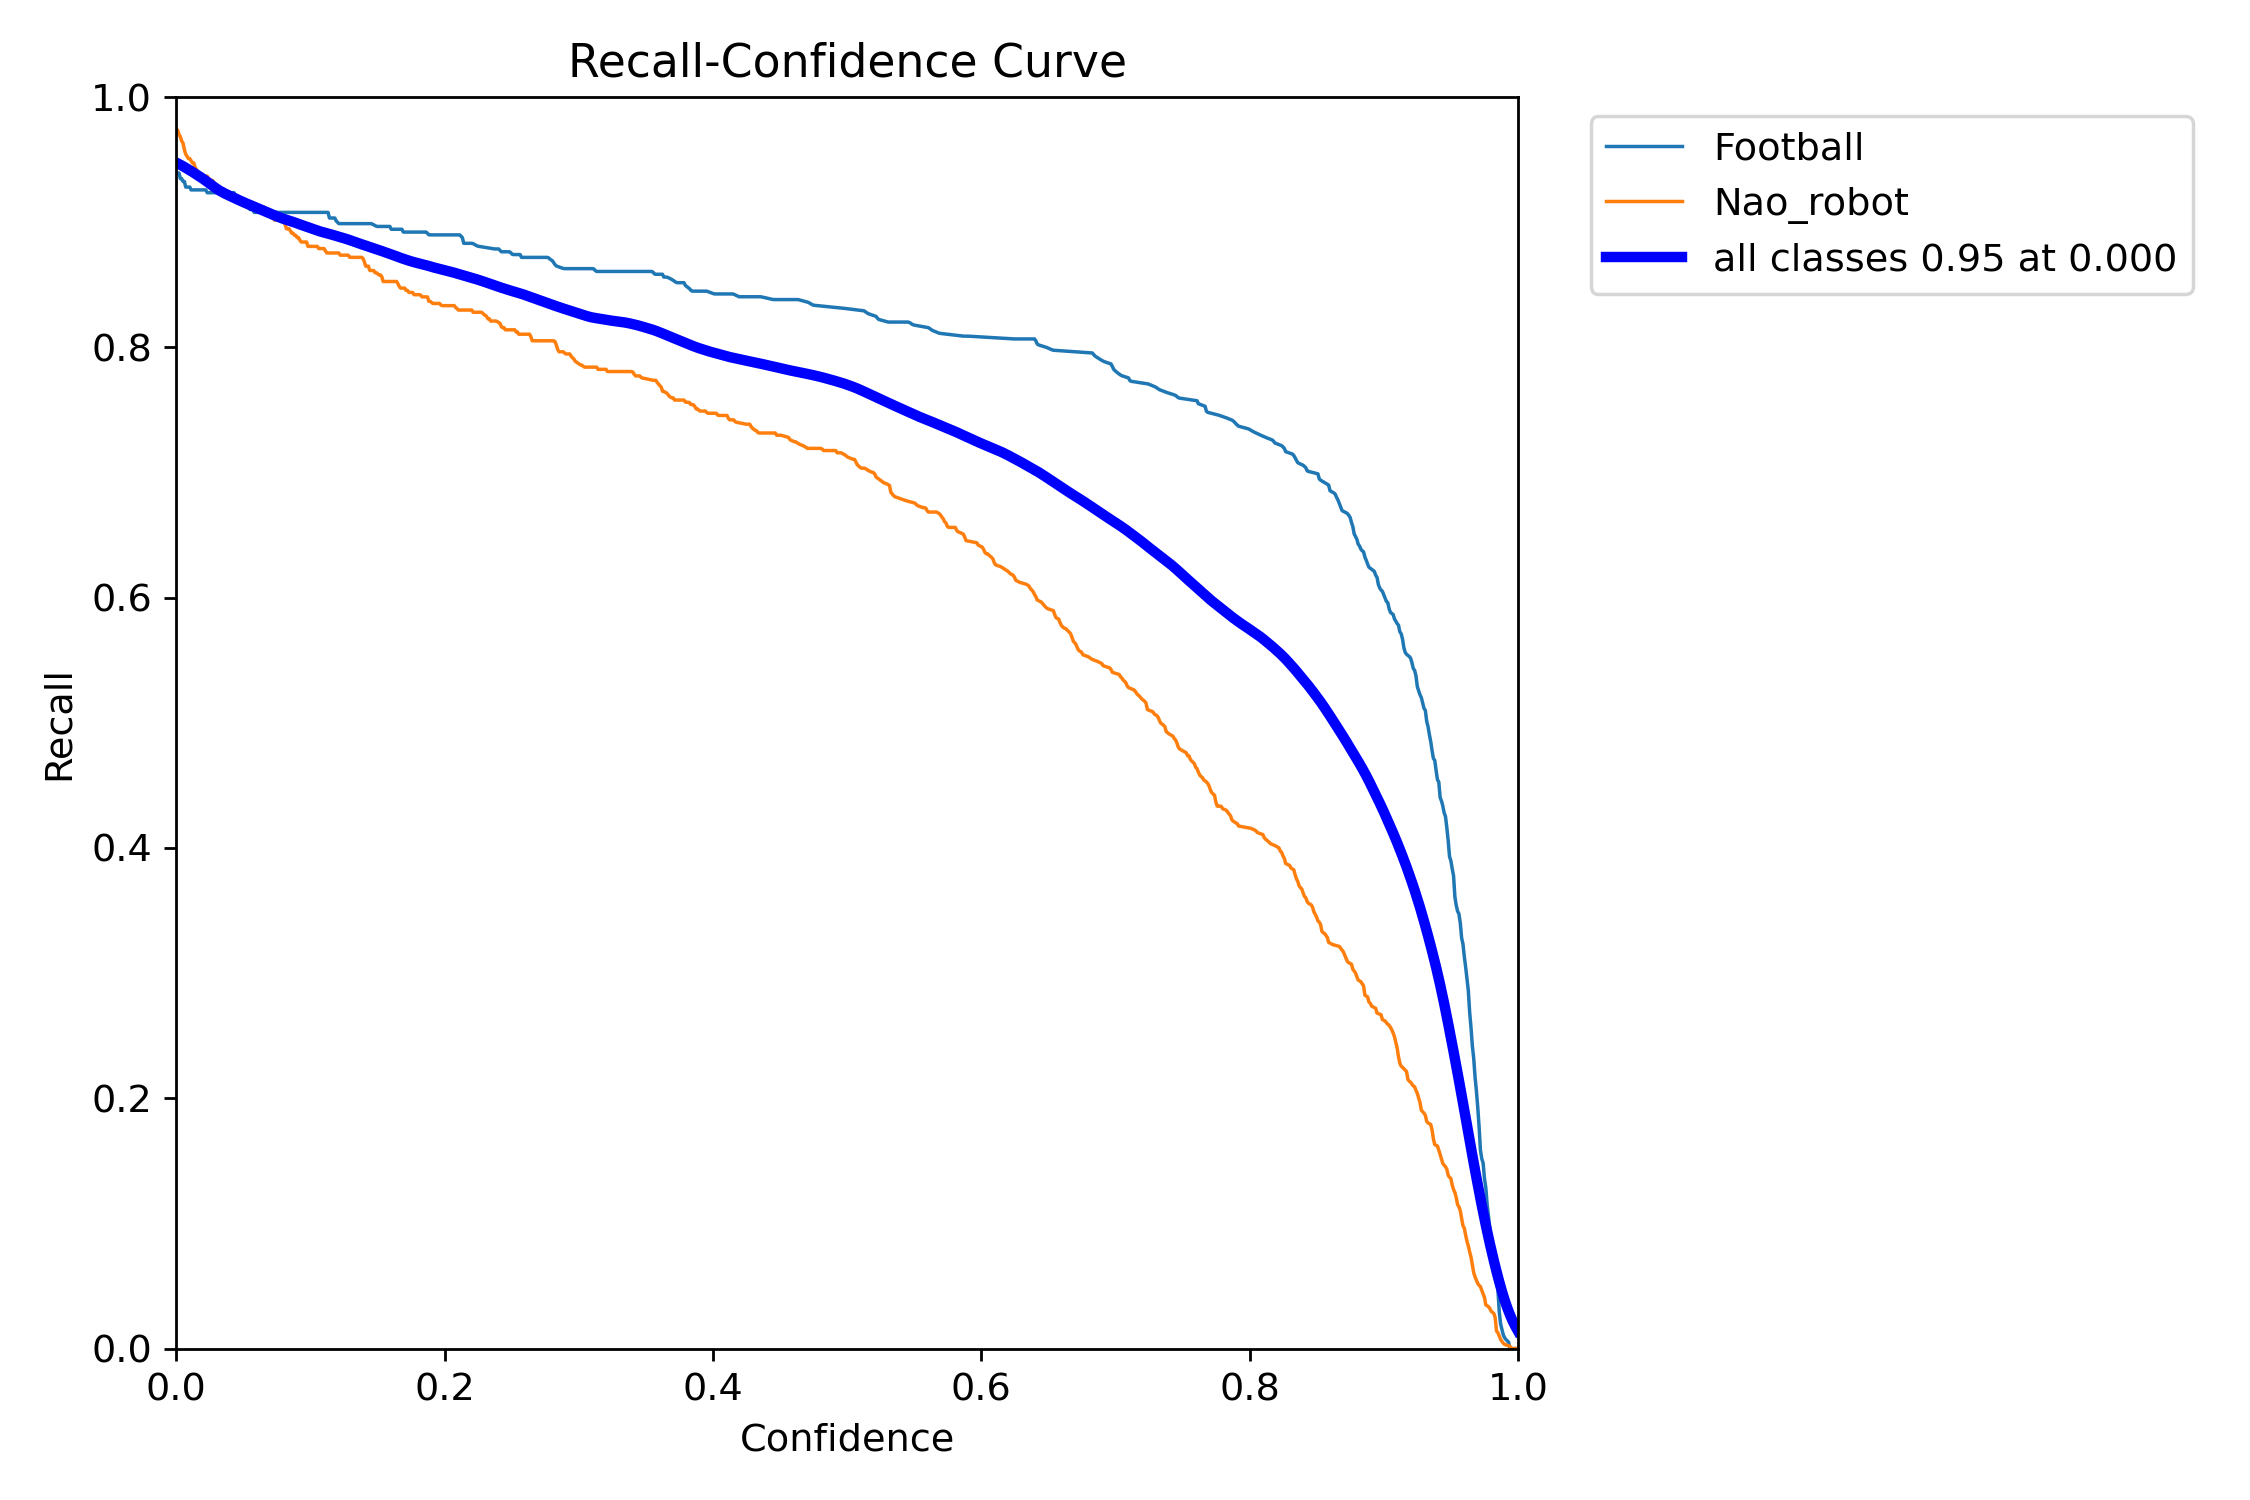 Recall-Confidence Curve
1.0
0.8
0.6
0.4
0.2
0.0
Recall
0.0 0.2 0.4 0.6 0.8 1.0
Confidence
Football
Nao_robot
all classes 0.95 at 0.000